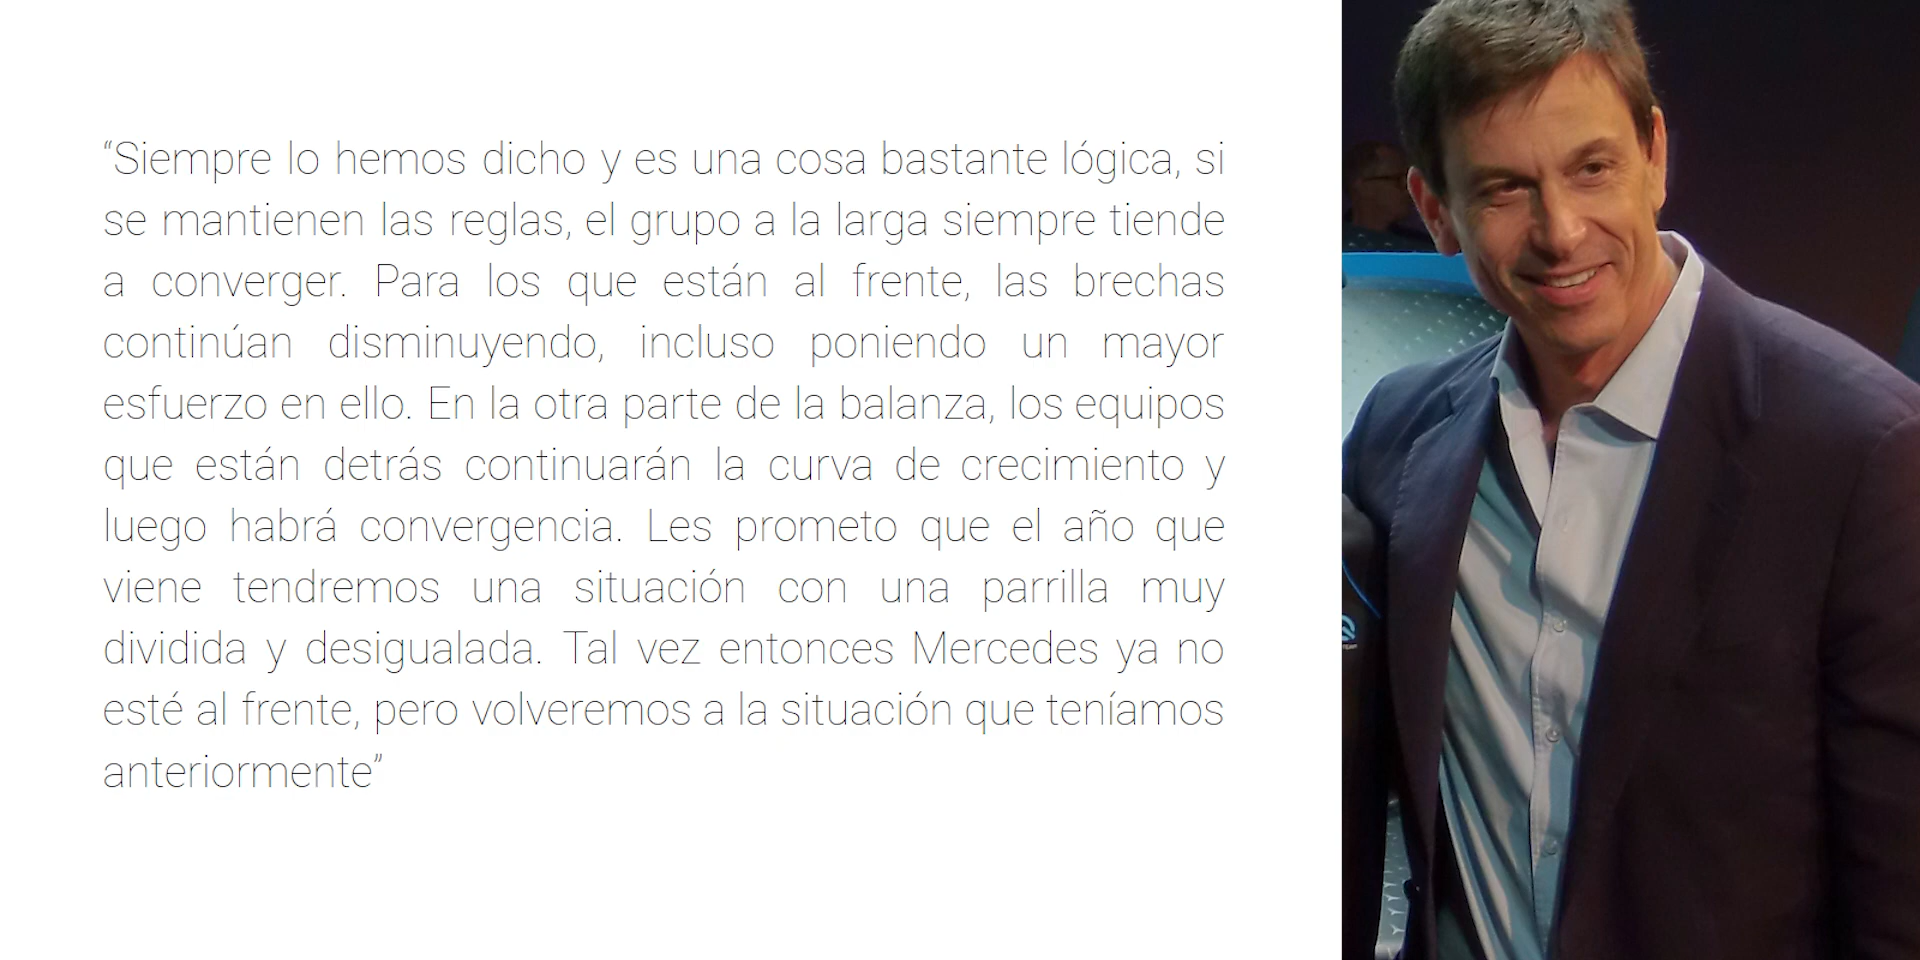 “Siempre lo hemos dicho y es una cosa bastante lógica, si
se mantienen las reglas, el grupo a la larga siempre tiende
a converger. Para los que están al frente, las brechas
continúan disminuyendo, incluso poniendo un mayor
esfuerzo en ello. En la otra parte de la balanza, los equipos
que están detrás continuarán la curva de crecimiento y
luego habrá convergencia. Les prometo que el año que
viene tendremos una situación con una parrilla muy
dividida y desigualada. Tal vez entonces Mercedes ya no
esté al frente, pero volveremos a la situación que teníamos
anteriormente”